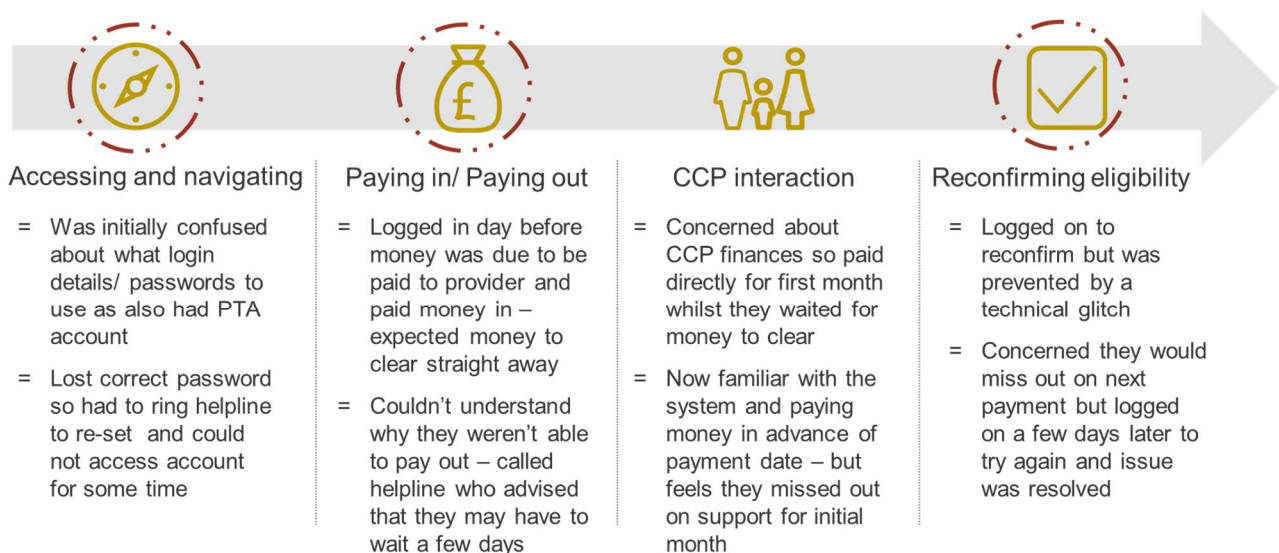 £
Accessing and navigating
= Was initially confused
about what login
details/ passwords to
use as also had PTA
account
= Lost correct password
so had to ring helpline
to re-set and could
not access account
for some time
Paying in/ Paying out
= Logged in day before
money was due to be
paid to provider and
paid money in –
expected money to
clear straight away
= Couldn’t understand
why they weren’t able
to pay out – called
helpline who advised
that they may have to
wait a few days
CCP interaction
= Concerned about
CCP finances so paid
directly for first month
whilst they waited for
money to clear
= Now familiar with the
system and paying
money in advance of
payment date – but
feels they missed out
on support for initial
month
Reconfirming eligibility
= Logged on to
reconfirm but was
prevented by a
technical glitch
= Concerned they would
miss out on next
payment but logged
on a few days later to
try again and issue
was resolved